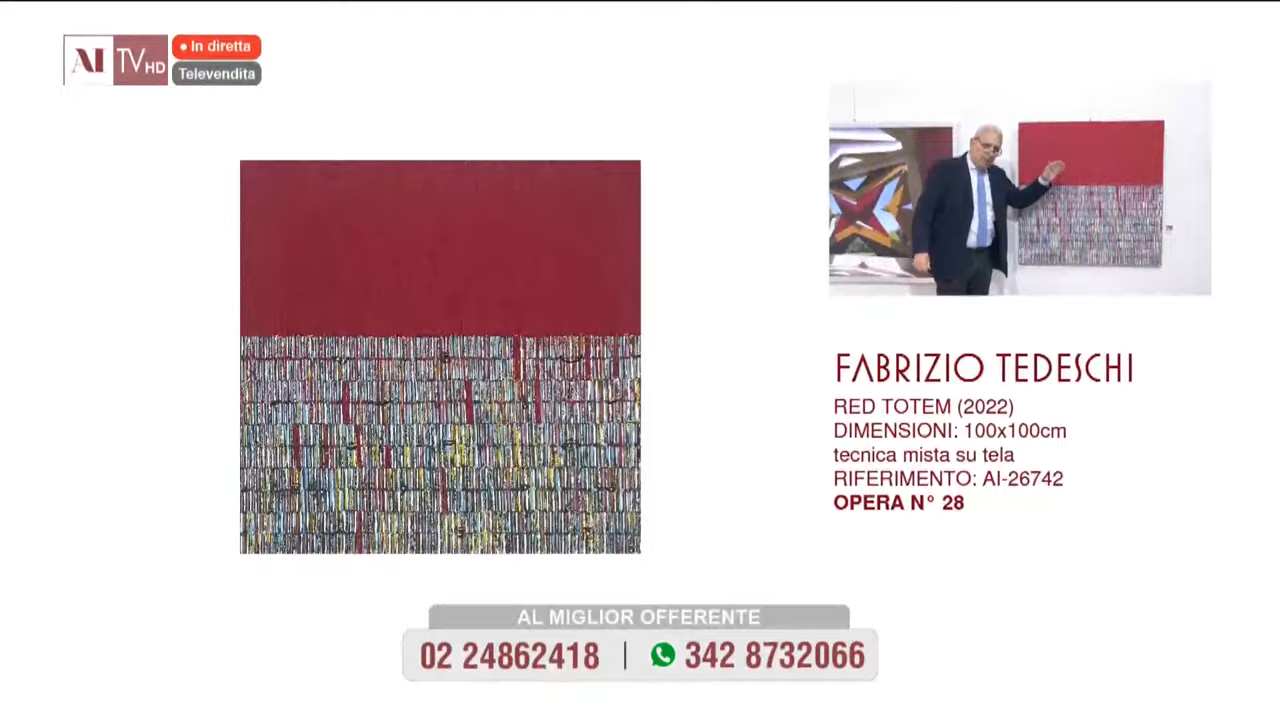 AI TV HD
• In diretta
Televendita
FABRIZIO TEDESCHI
RED TOTEM (2022)
DIMENSIONI: 100x100cm
tecnica mista su tela
RIFERIMENTO: AI-26742
OPERA N° 28
AL MIGLIOR OFFERENTE
02 24862418 | 342 8732066